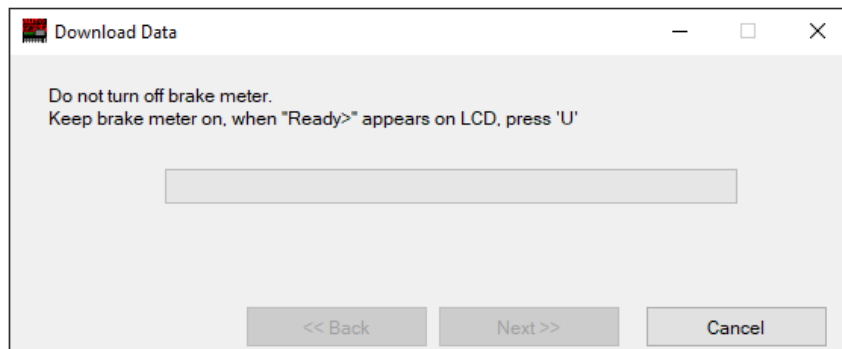 Download Data
Do not turn off brake meter.
Keep brake meter on, when "Ready>" appears on LCD, press 'U'
<< Back
Next >>
Cancel